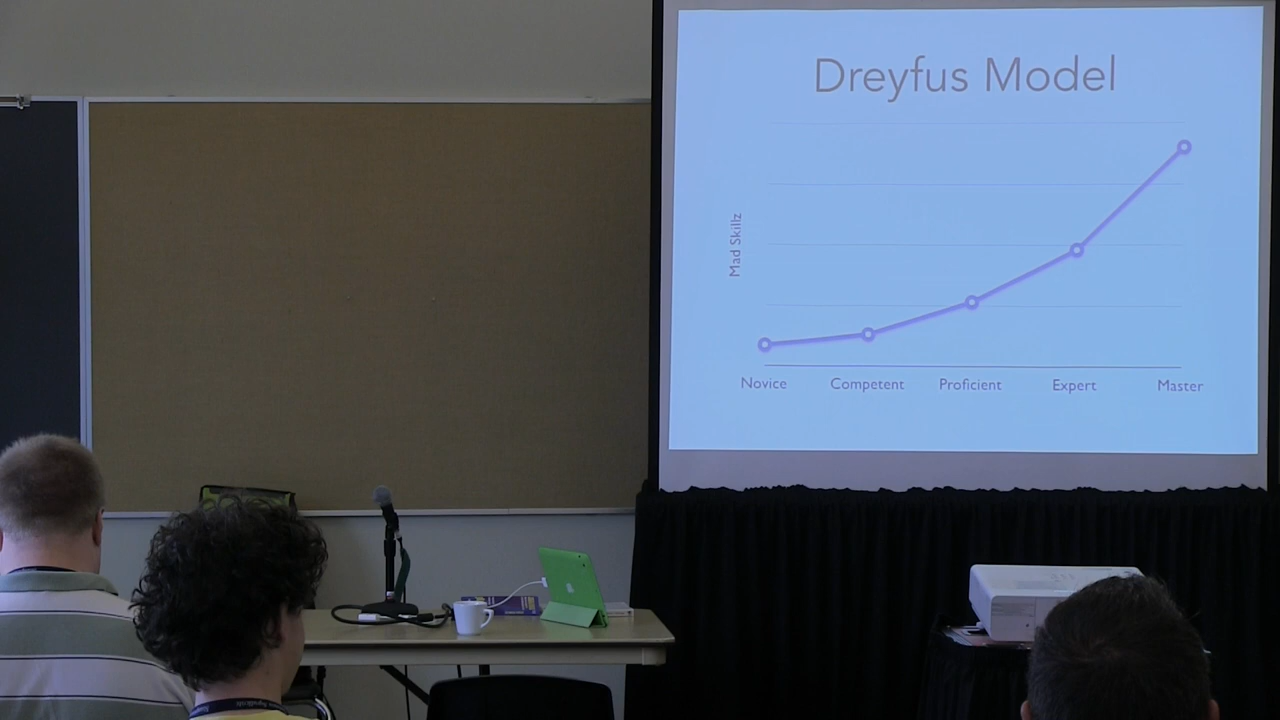 Dreyfus Model
Mad Skillz
Novice Competent Proficient Expert Master